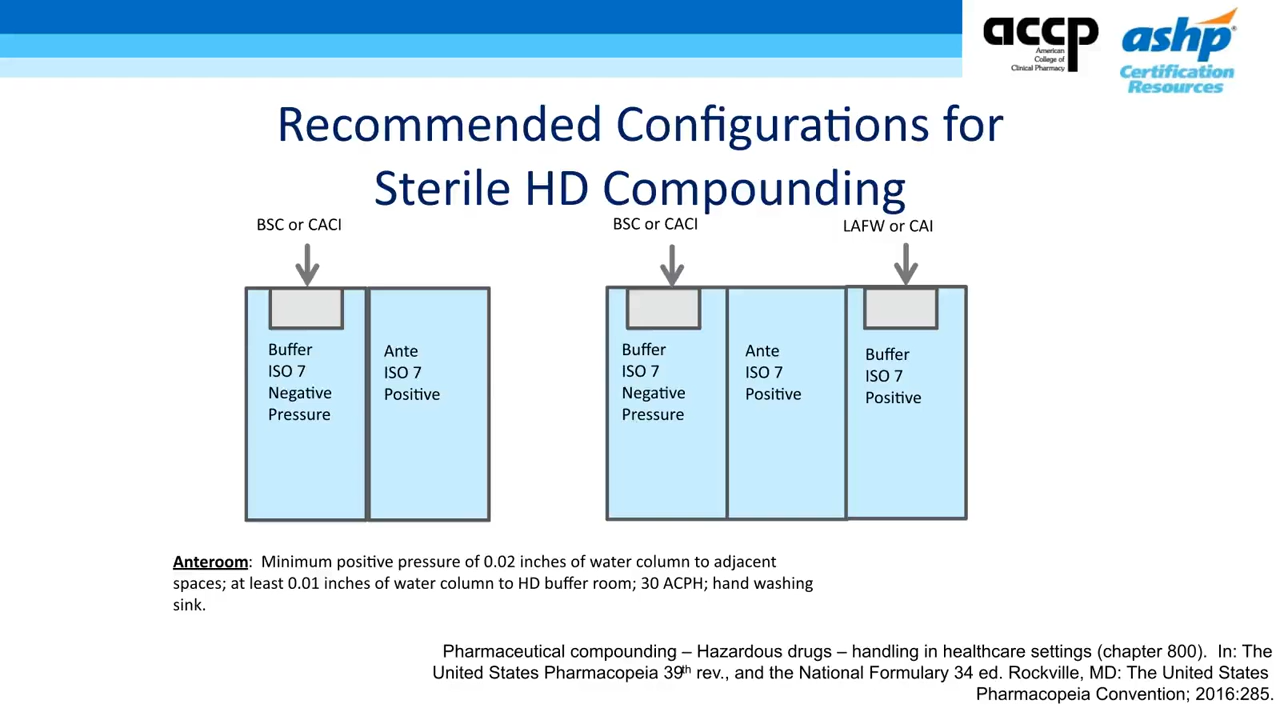 accp
American
College of
Clinical Pharmacy
ashp®
Certification
Resources
Recommended Configurations for
Sterile HD Compounding
BSC or CACI
BSC or CACI
LAFW or CAI
Buffer
ISO 7
Negative
Pressure
Ante
ISO 7
Positive
Buffer
ISO 7
Negative
Pressure
Ante
ISO 7
Positive
Buffer
ISO 7
Positive
Anteroom: Minimum positive pressure of 0.02 inches of water column to adjacent
spaces; at least 0.01 inches of water column to HD buffer room; 30 ACPH; hand washing
sink.
Pharmaceutical compounding – Hazardous drugs – handling in healthcare settings (chapter 800). In: The
United States Pharmacopeia 39th rev., and the National Formulary 34 ed. Rockville, MD: The United States
Pharmacopeia Convention; 2016:285.